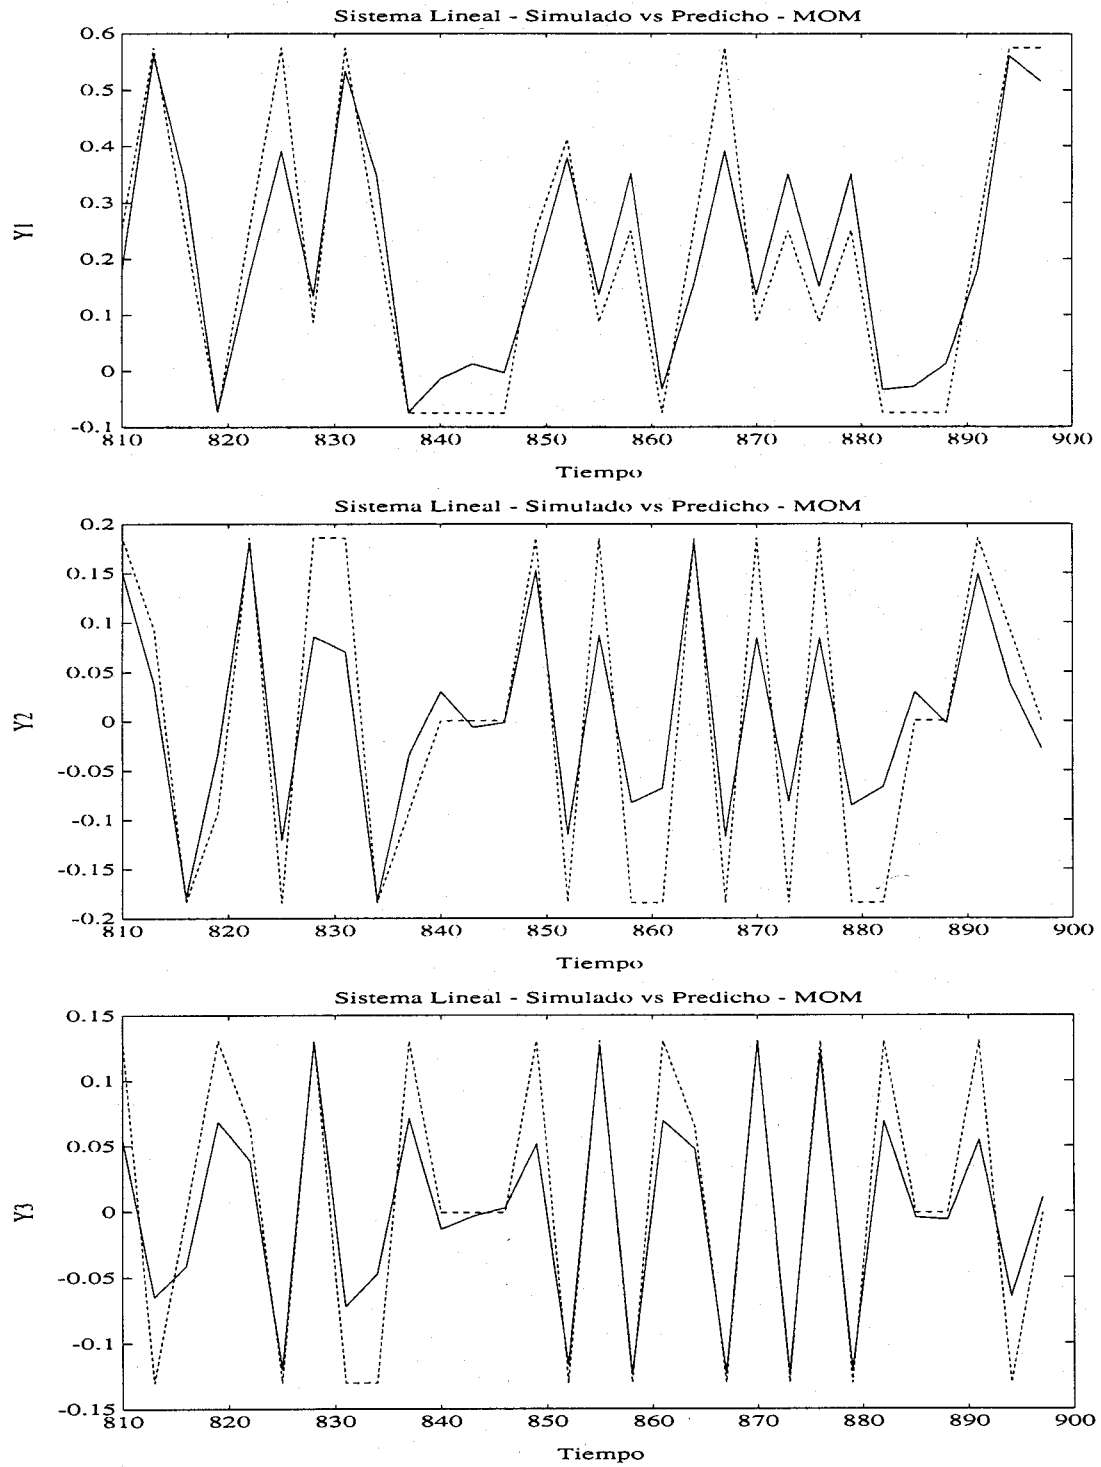 Sistema Lineal - Simulado vs Predicho - MOM
0.6
0.5
0.4
0.3
0.2
0.1
0
-0.1
Y1
810 820 830 840 850 860 870 880 890 900
Tiempo
Sistema Lineal - Simulado vs Predicho - MOM
0.2
0.15
0.1
0.05
0
-0.05
-0.1
-0.15
-0.2
Y2
810 820 830 840 850 860 870 880 890 900
Tiempo
Sistema Lineal - Simulado vs Predicho - MOM
0.15
0.1
0.05
0
-0.05
-0.1
-0.15
Y3
810 820 830 840 850 860 870 880 890 900
Tiempo